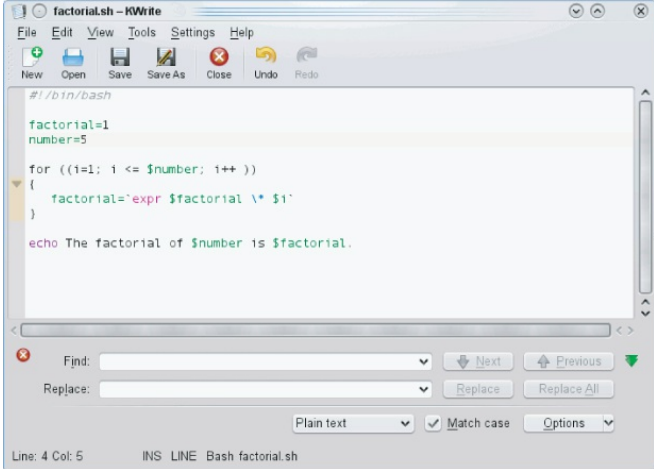 factorial.sh – KWrite
File Edit View Tools Settings Help
New Open Save Save As Close Undo Redo
#!/bin/bash
factorial=1
number=5
for ((i=1; i <= $number; i++ ))
{
factorial=`expr $factorial \* $i`
}
echo The factorial of $number is $factorial.
Find: Next Previous
Replace: Replace Replace All
Plain text Match case Options
Line: 4 Col: 5 INS LINE Bash factorial.sh